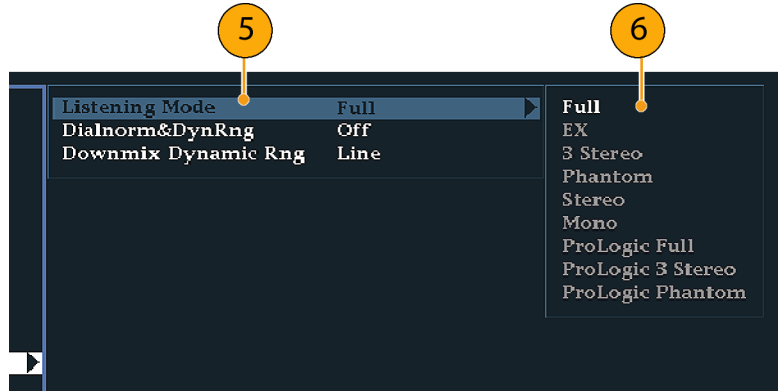 5
6
Listening Mode Full
Dialnorm&DynRng Off
Downmix Dynamic Rng Line
Full
EX
3 Stereo
Phantom
Stereo
Mono
ProLogic Full
ProLogic 3 Stereo
ProLogic Phantom